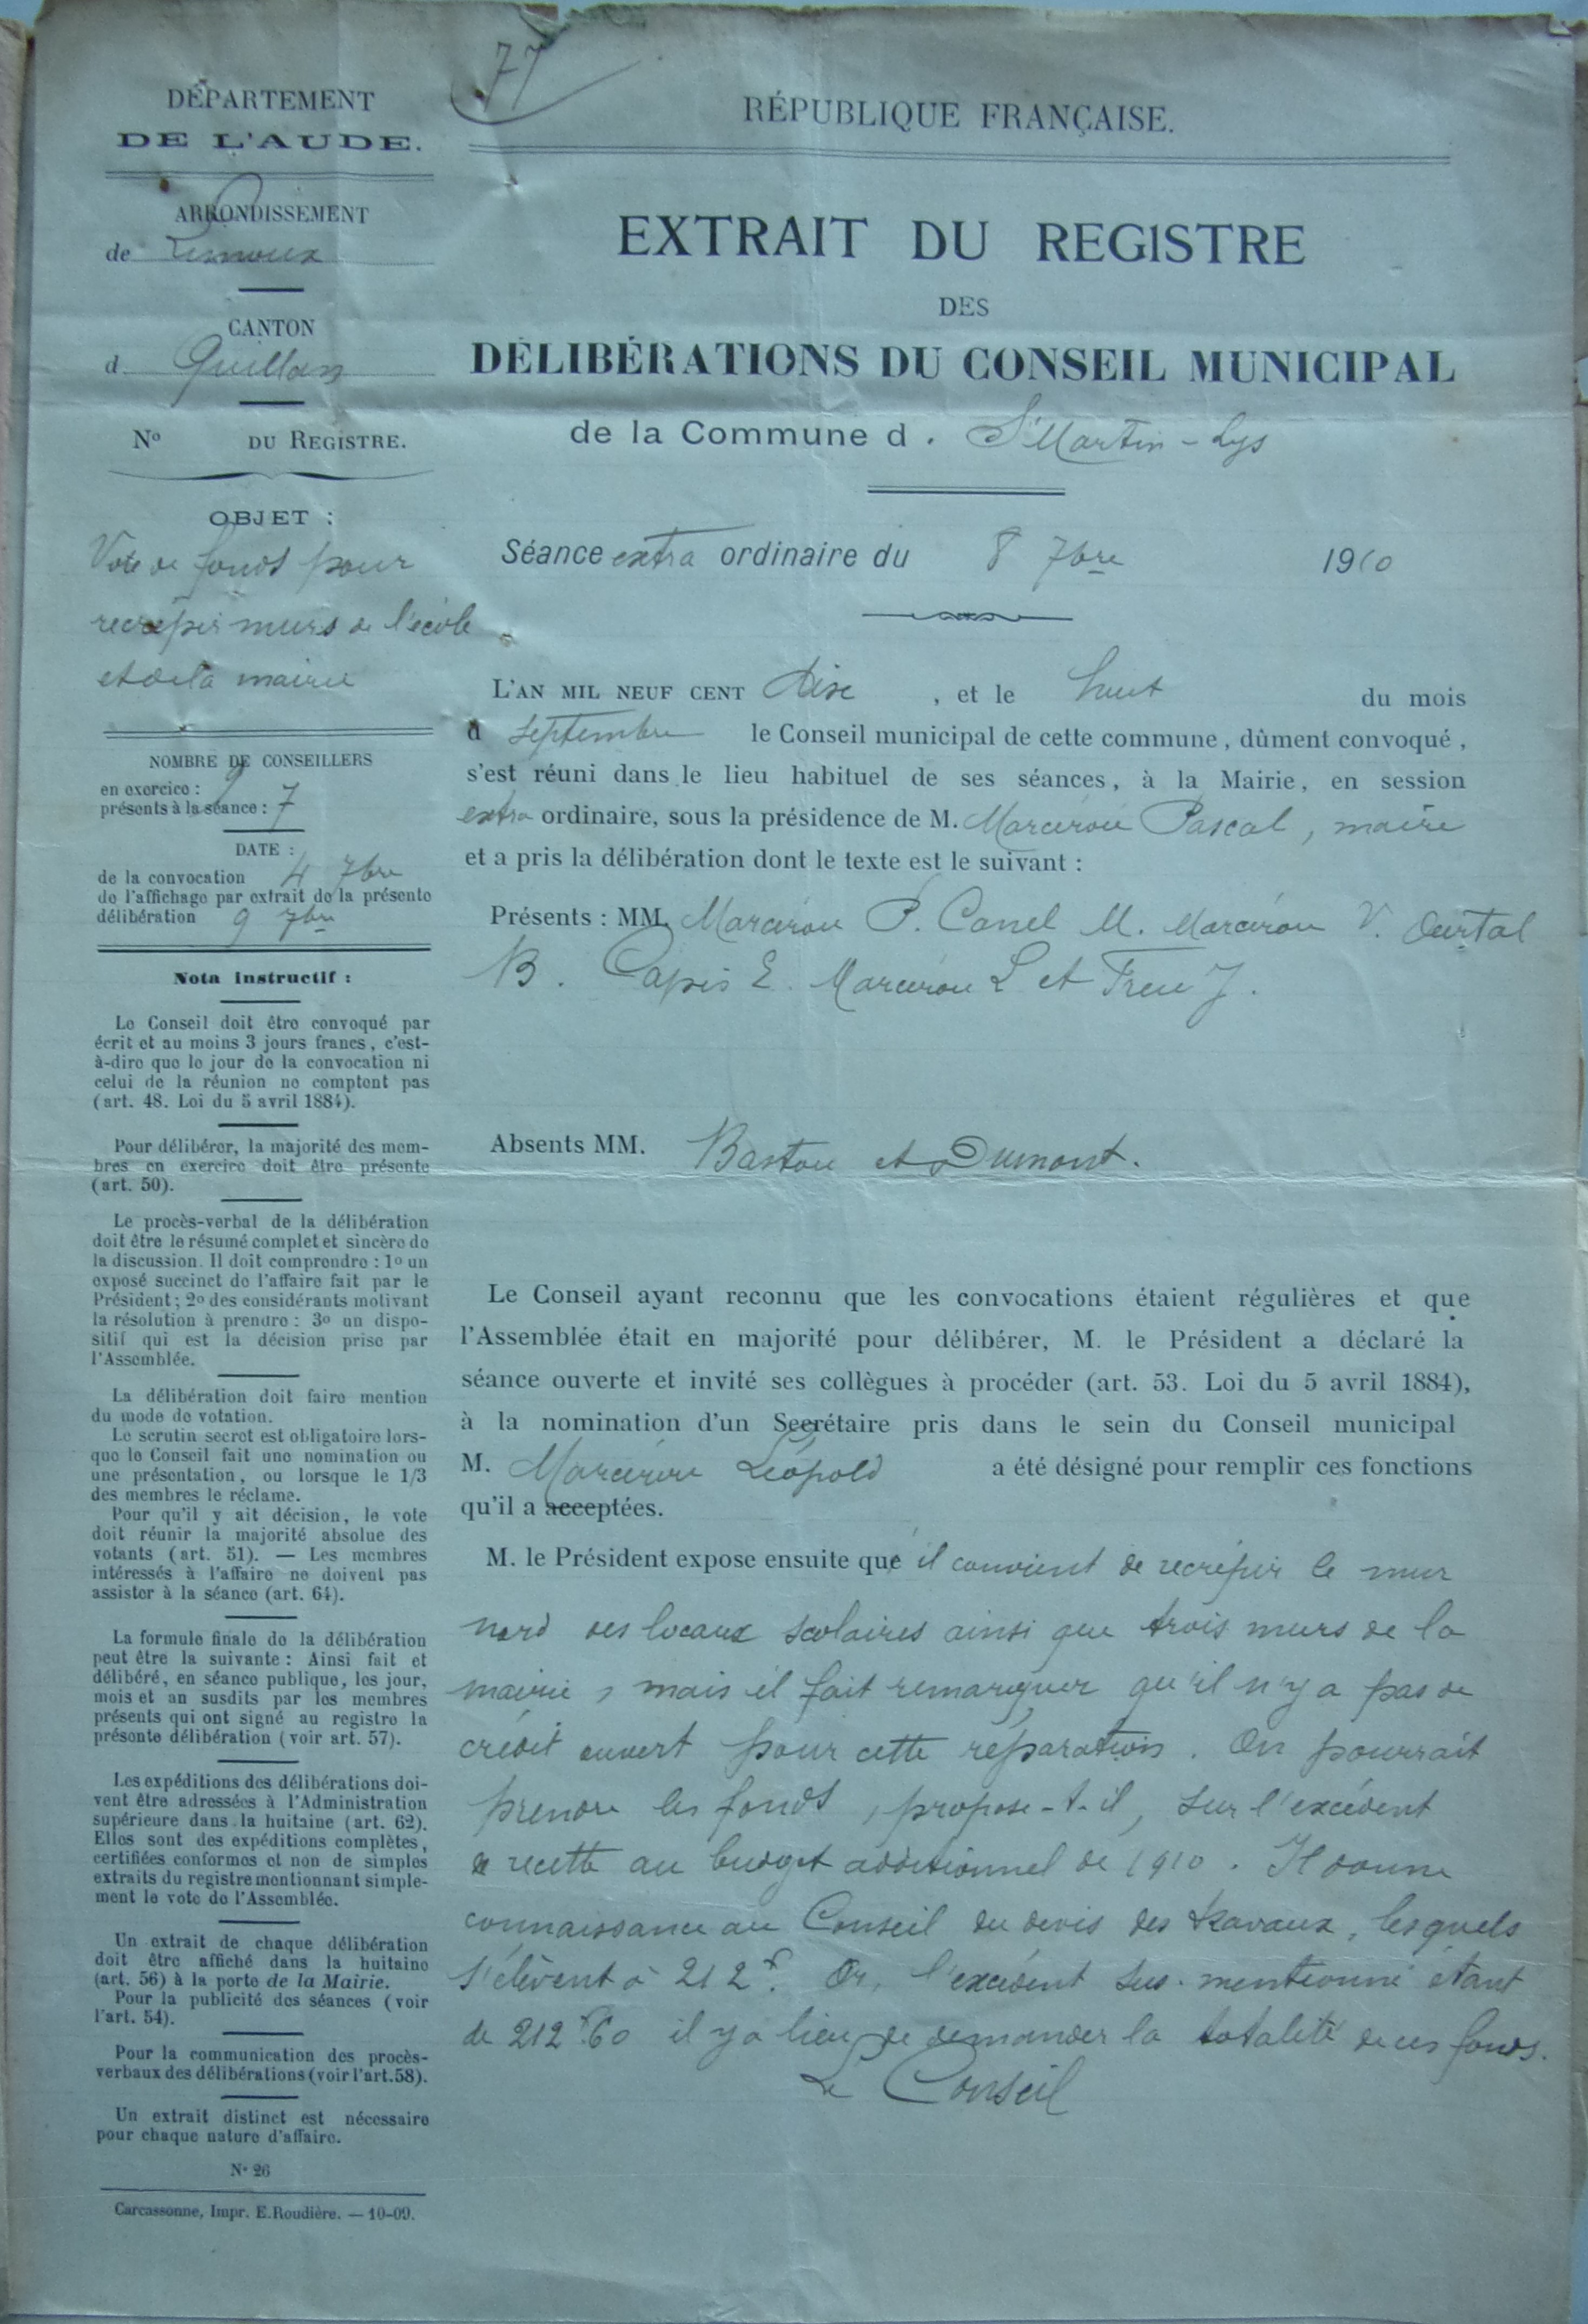 77
DÉPARTEMENT
DE L'AUDE.
ARRONDISSEMENT
de Limoux
CANTON
d Quillan
No DU REGISTRE.
OBJET :
Vote de fonds pour
recrépir murs de l'école
et de la mairie
NOMBRE DE CONSEILLERS
en exercice : 9
présents à la séance : 7
DATE :
de la convocation 4 7bre
de l'affichage par extrait de la présente
délibération 9 7bre
Nota instructif :
Le Conseil doit être convoqué par
écrit et au moins 3 jours francs, c'est-
à-dire que le jour de la convocation ni
celui de la réunion ne comptent pas
(art. 48. Loi du 5 avril 1884).
Pour délibérer, la majorité des mem-
bres en exercice doit être présente
(art. 50).
Le procès-verbal de la délibération
doit être le résumé complet et sincère de
la discussion. Il doit comprendre : 1o un
exposé succinct de l'affaire fait par le
Président ; 2o des considérants motivant
la résolution à prendre : 3o un dispo-
sitif qui est la décision prise par
l'Assemblée.
La délibération doit faire mention
du mode de votation.
Le scrutin secret est obligatoire lors-
que le Conseil fait une nomination ou
une présentation, ou lorsque le 1/3
des membres le réclame.
Pour qu'il y ait décision, le vote
doit réunir la majorité absolue des
votants (art. 51). — Les membres
intéressés à l'affaire ne doivent pas
assister à la séance (art. 64).
La formule finale de la délibération
peut être la suivante : Ainsi fait et
délibéré, en séance publique, les jour,
mois et an susdits par les membres
présents qui ont signé au registre la
présente délibération (voir art. 57).
Les expéditions des délibérations doi-
vent être adressées à l'Administration
supérieure dans la huitaine (art. 62).
Elles sont des expéditions complètes,
certifiées conformes et non de simples
extraits du registre mentionnant simple-
ment le vote de l'Assemblée.
Un extrait de chaque délibération
doit être affiché dans la huitaine
(art. 56) à la porte de la Mairie.
Pour la publicité des séances (voir
l'art. 54).
Pour la communication des procès-
verbaux des délibérations (voir l'art. 58).
Un extrait distinct est nécessaire
pour chaque nature d'affaire.
No 26
Carcassonne, Impr. E. Roudière. — 10-09.
RÉPUBLIQUE FRANÇAISE.
EXTRAIT DU REGISTRE
DES
DÉLIBÉRATIONS DU CONSEIL MUNICIPAL
de la Commune d . St Martin-Lys
Séance extra ordinaire du 8 7bre 1910
L'AN MIL NEUF CENT dix , et le huit du mois
d septembre le Conseil municipal de cette commune, dûment convoqué,
s'est réuni dans le lieu habituel de ses séances, à la Mairie, en session
extra ordinaire, sous la présidence de M. Marcérou Pascal, maire
et a pris la délibération dont le texte est le suivant :
Présents : MM. Marcérou P. Canel M. Marcérou V. Ourtal
B. Capis E. Marcérou L et Freu J.
Absents MM. Bastou et Dumont.
Le Conseil ayant reconnu que les convocations étaient régulières et que
l'Assemblée était en majorité pour délibérer, M. le Président a déclaré la
séance ouverte et invité ses collègues à procéder (art. 53. Loi du 5 avril 1884),
à la nomination d'un Secrétaire pris dans le sein du Conseil municipal
M. Marcérou Léopold a été désigné pour remplir ces fonctions
qu'il a acceptées.
M. le Président expose ensuite qu'il convient de recrépir le mur
nord des locaux scolaires ainsi que trois murs de la
mairie, mais il fait remarquer qu'il n'y a pas de
crédit ouvert pour cette réparation. On pourrait
prendre les fonds, propose-t-il, sur l'excédent
de recette au budget additionnel de 1910. Il donne
connaissance au Conseil du devis des travaux, lesquels
s'élèvent à 212f. Or, l'excédent sus-mentionné étant
de 212f60 il y a lieu de demander la totalité de ces fonds.
Le Conseil